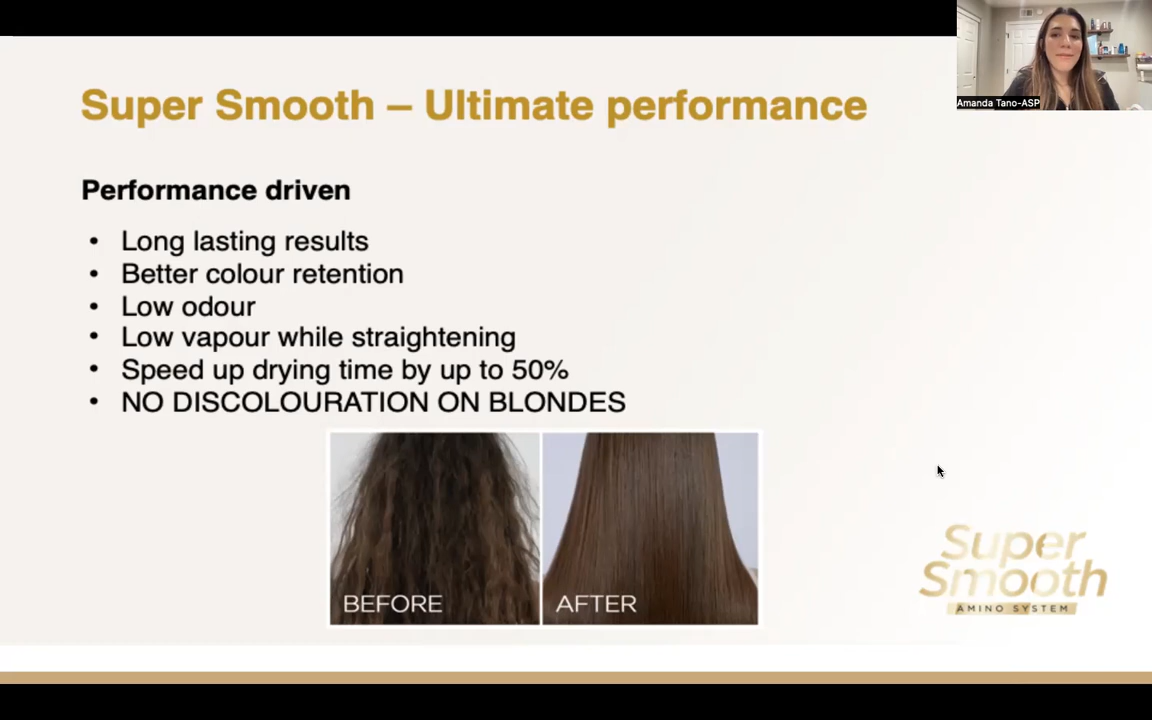 Super Smooth – Ultimate performance
Amanda Tano-ASP
Performance driven
• Long lasting results
• Better colour retention
• Low odour
• Low vapour while straightening
• Speed up drying time by up to 50%
• NO DISCOLOURATION ON BLONDES
BEFORE
AFTER
Super
Smooth
AMINO SYSTEM